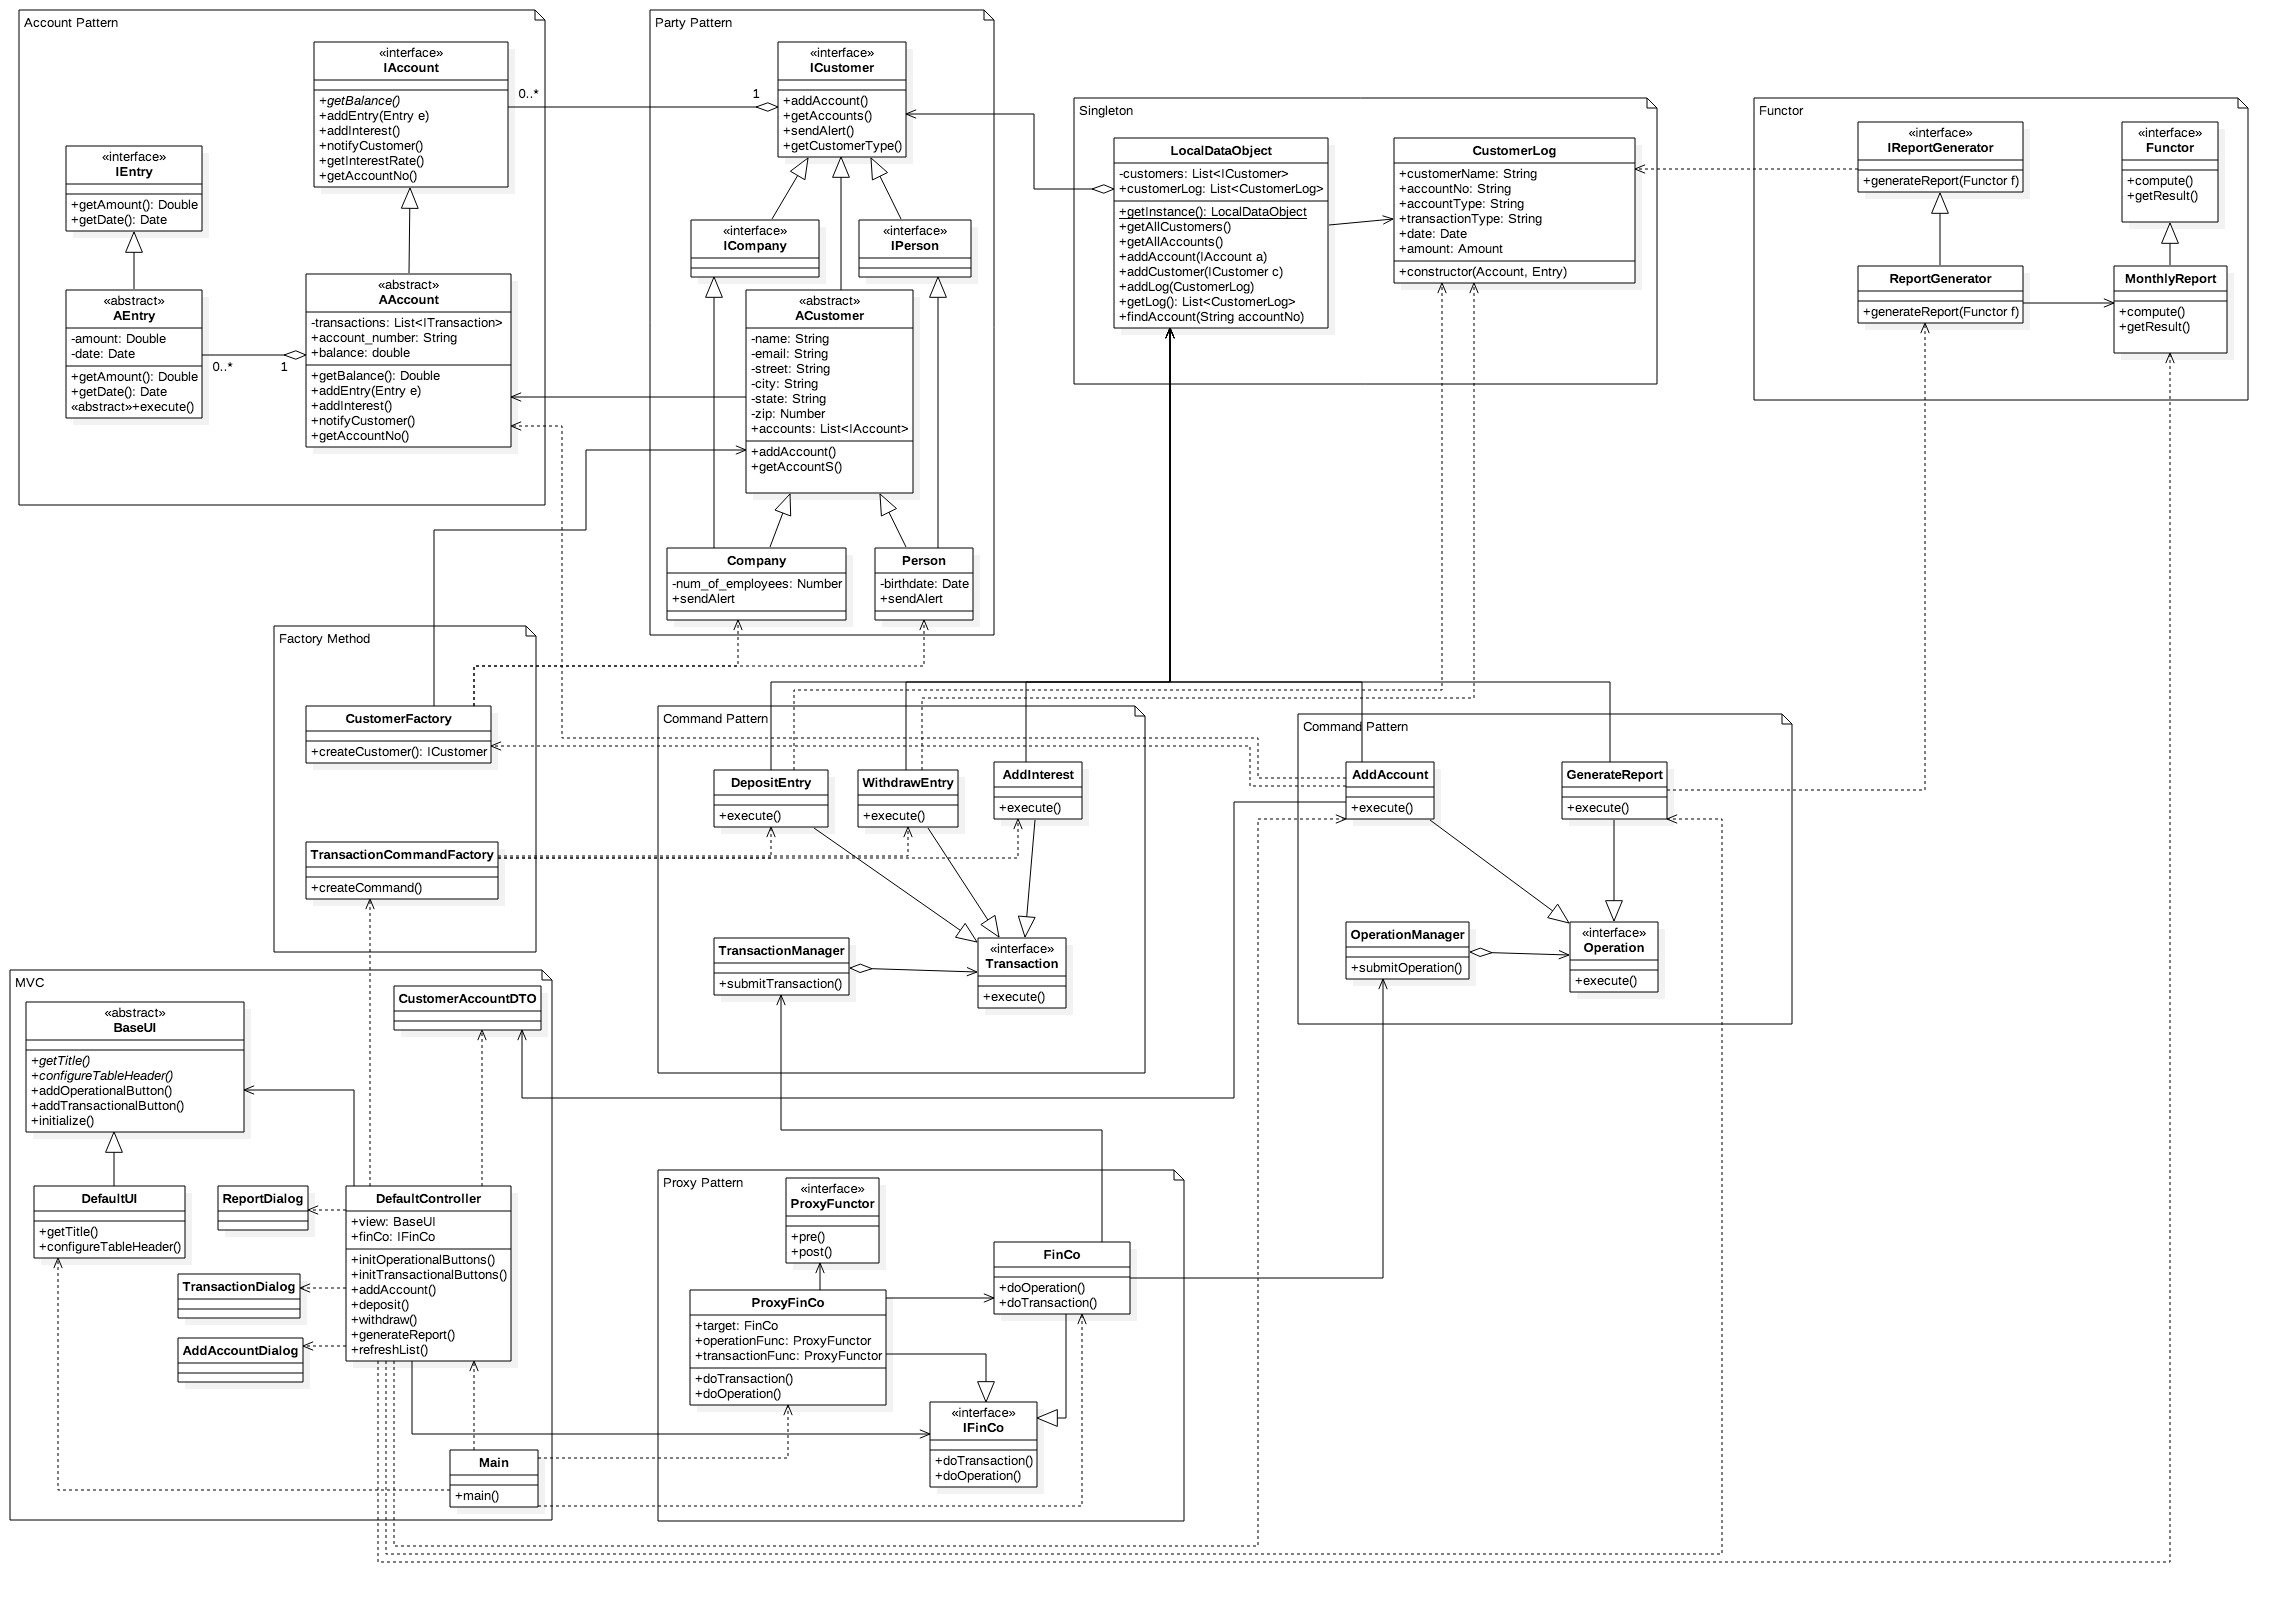 Account Pattern
«interface»
IAccount
+getBalance()
+addEntry(Entry e)
+addInterest()
+notifyCustomer()
+getInterestRate()
+getAccountNo()
«interface»
IEntry
+getAmount(): Double
+getDate(): Date
«abstract»
AEntry
-amount: Double
-date: Date
+getAmount(): Double
+getDate(): Date
«abstract»+execute()
0..*
1
«abstract»
AAccount
-transactions: List<ITransaction>
+account_number: String
+balance: double
+getBalance(): Double
+addEntry(Entry e)
+addInterest()
+notifyCustomer()
+getAccountNo()
0..*
1
Party Pattern
«interface»
ICustomer
+addAccount()
+getAccounts()
+sendAlert()
+getCustomerType()
«interface»
ICompany
«interface»
IPerson
«abstract»
ACustomer
-name: String
-email: String
-street: String
-city: String
-state: String
-zip: Number
+accounts: List<IAccount>
+addAccount()
+getAccountS()
Company
-num_of_employees: Number
+sendAlert
Person
-birthdate: Date
+sendAlert
Singleton
LocalDataObject
-customers: List<ICustomer>
+customerLog: List<CustomerLog>
+getInstance(): LocalDataObject
+getAllCustomers()
+getAllAccounts()
+addAccount(IAccount a)
+addCustomer(ICustomer c)
+addLog(CustomerLog)
+getLog(): List<CustomerLog>
+findAccount(String accountNo)
CustomerLog
+customerName: String
+accountNo: String
+accountType: String
+transactionType: String
+date: Date
+amount: Amount
+constructor(Account, Entry)
Functor
«interface»
IReportGenerator
+generateReport(Functor f)
«interface»
Functor
+compute()
+getResult()
ReportGenerator
+generateReport(Functor f)
MonthlyReport
+compute()
+getResult()
Factory Method
CustomerFactory
+createCustomer(): ICustomer
TransactionCommandFactory
+createCommand()
Command Pattern
DepositEntry
+execute()
WithdrawEntry
+execute()
AddInterest
+execute()
TransactionManager
+submitTransaction()
«interface»
Transaction
+execute()
Command Pattern
AddAccount
+execute()
GenerateReport
+execute()
OperationManager
+submitOperation()
«interface»
Operation
+execute()
MVC
«abstract»
BaseUI
+getTitle()
+configureTableHeader()
+addOperationalButton()
+addTransactionalButton()
+initialize()
CustomerAccountDTO
DefaultUI
+getTitle()
+configureTableHeader()
ReportDialog
TransactionDialog
AddAccountDialog
DefaultController
+view: BaseUI
+finCo: IFinCo
+initOperationalButtons()
+initTransactionalButtons()
+addAccount()
+deposit()
+withdraw()
+generateReport()
+refreshList()
Main
+main()
Proxy Pattern
«interface»
ProxyFunctor
+pre()
+post()
ProxyFinCo
+target: FinCo
+operationFunc: ProxyFunctor
+transactionFunc: ProxyFunctor
+doTransaction()
+doOperation()
FinCo
+doOperation()
+doTransaction()
«interface»
IFinCo
+doTransaction()
+doOperation()